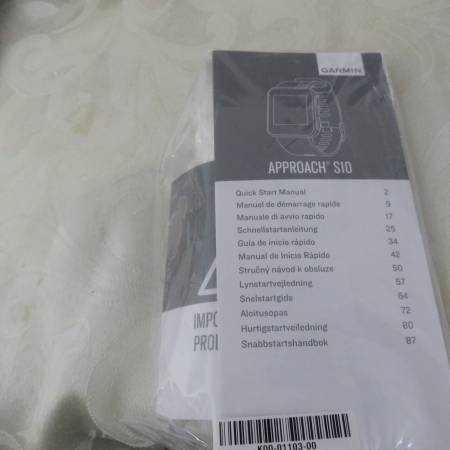 GARMIN
APPROACH® S10
Quick Start Manual 2
Manuel de démarrage rapide 9
Manuale di avvio rapido 17
Schnellstartanleitung 25
Guía de inicio rápido 34
Manual de Início Rápido 42
Stručný návod k obsluze 50
Lynstartvejledning 57
Snelstartgids 64
Aloitusopas 72
Hurtigstartveiledning 80
Snabbstartshandbok 87
K00-01103-00